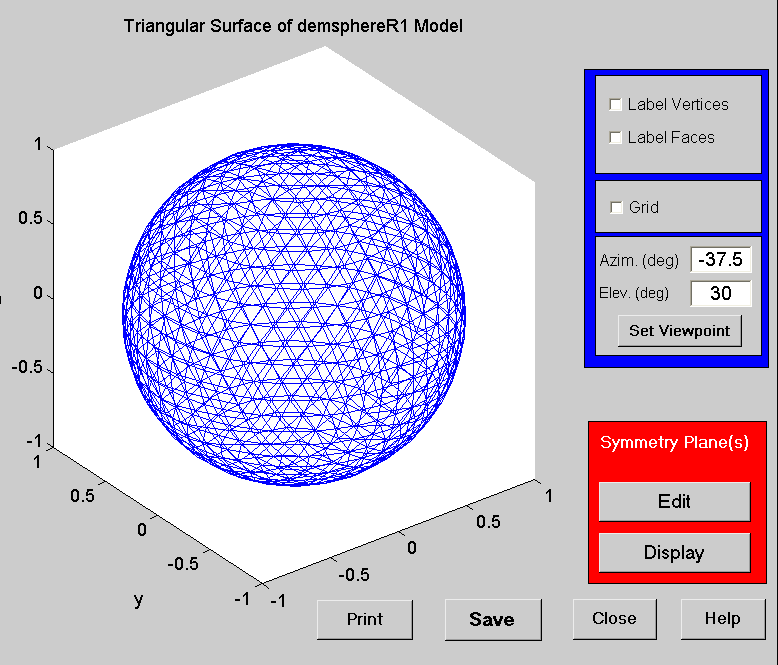 Triangular Surface of demsphereR1 Model
1
0.5
0
-0.5
-1
1
0.5
0
-0.5
-1
y
-1
-0.5
0
0.5
1
Label Vertices
Label Faces
Grid
Azim. (deg) -37.5
Elev. (deg) 30
Set Viewpoint
Symmetry Plane(s)
Edit
Display
Print Save Close Help